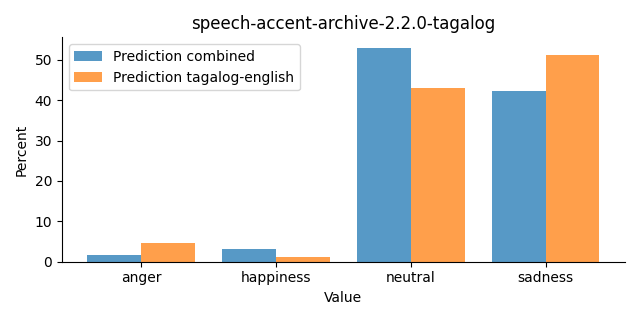 speech-accent-archive-2.2.0-tagalog
Prediction combined
Prediction tagalog-english
Percent
50
40
30
20
10
0
anger happiness neutral sadness
Value